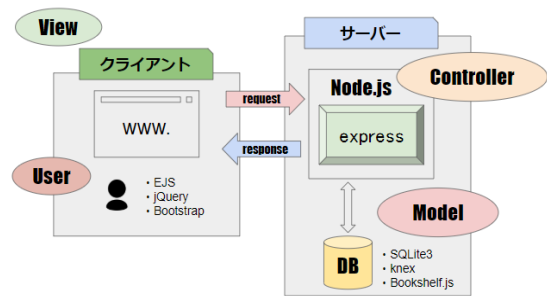 View
クライアント
サーバー
Controller
Node.js
request
WWW.
express
response
User
・EJS
・jQuery
・Bootstrap
Model
DB
・SQLite3
・knex
・Bookshelf.js